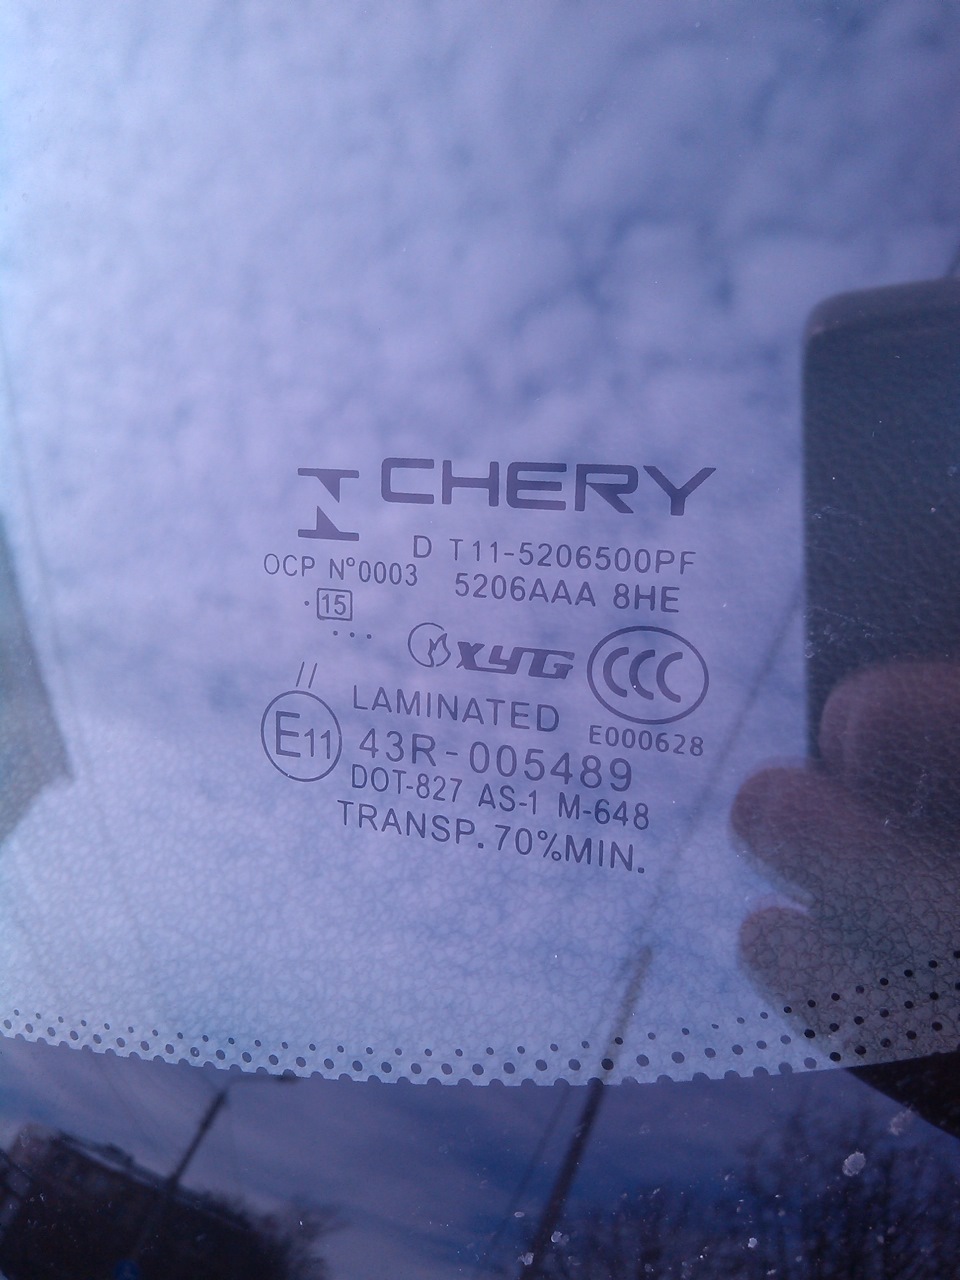 CHERY
D T11-5206500PF
OCP N°0003 5206AAA 8HE
·15
...
XYG CCC
//
LAMINATED E000628
E11 43R-005489
DOT-827 AS-1 M-648
TRANSP. 70%MIN.